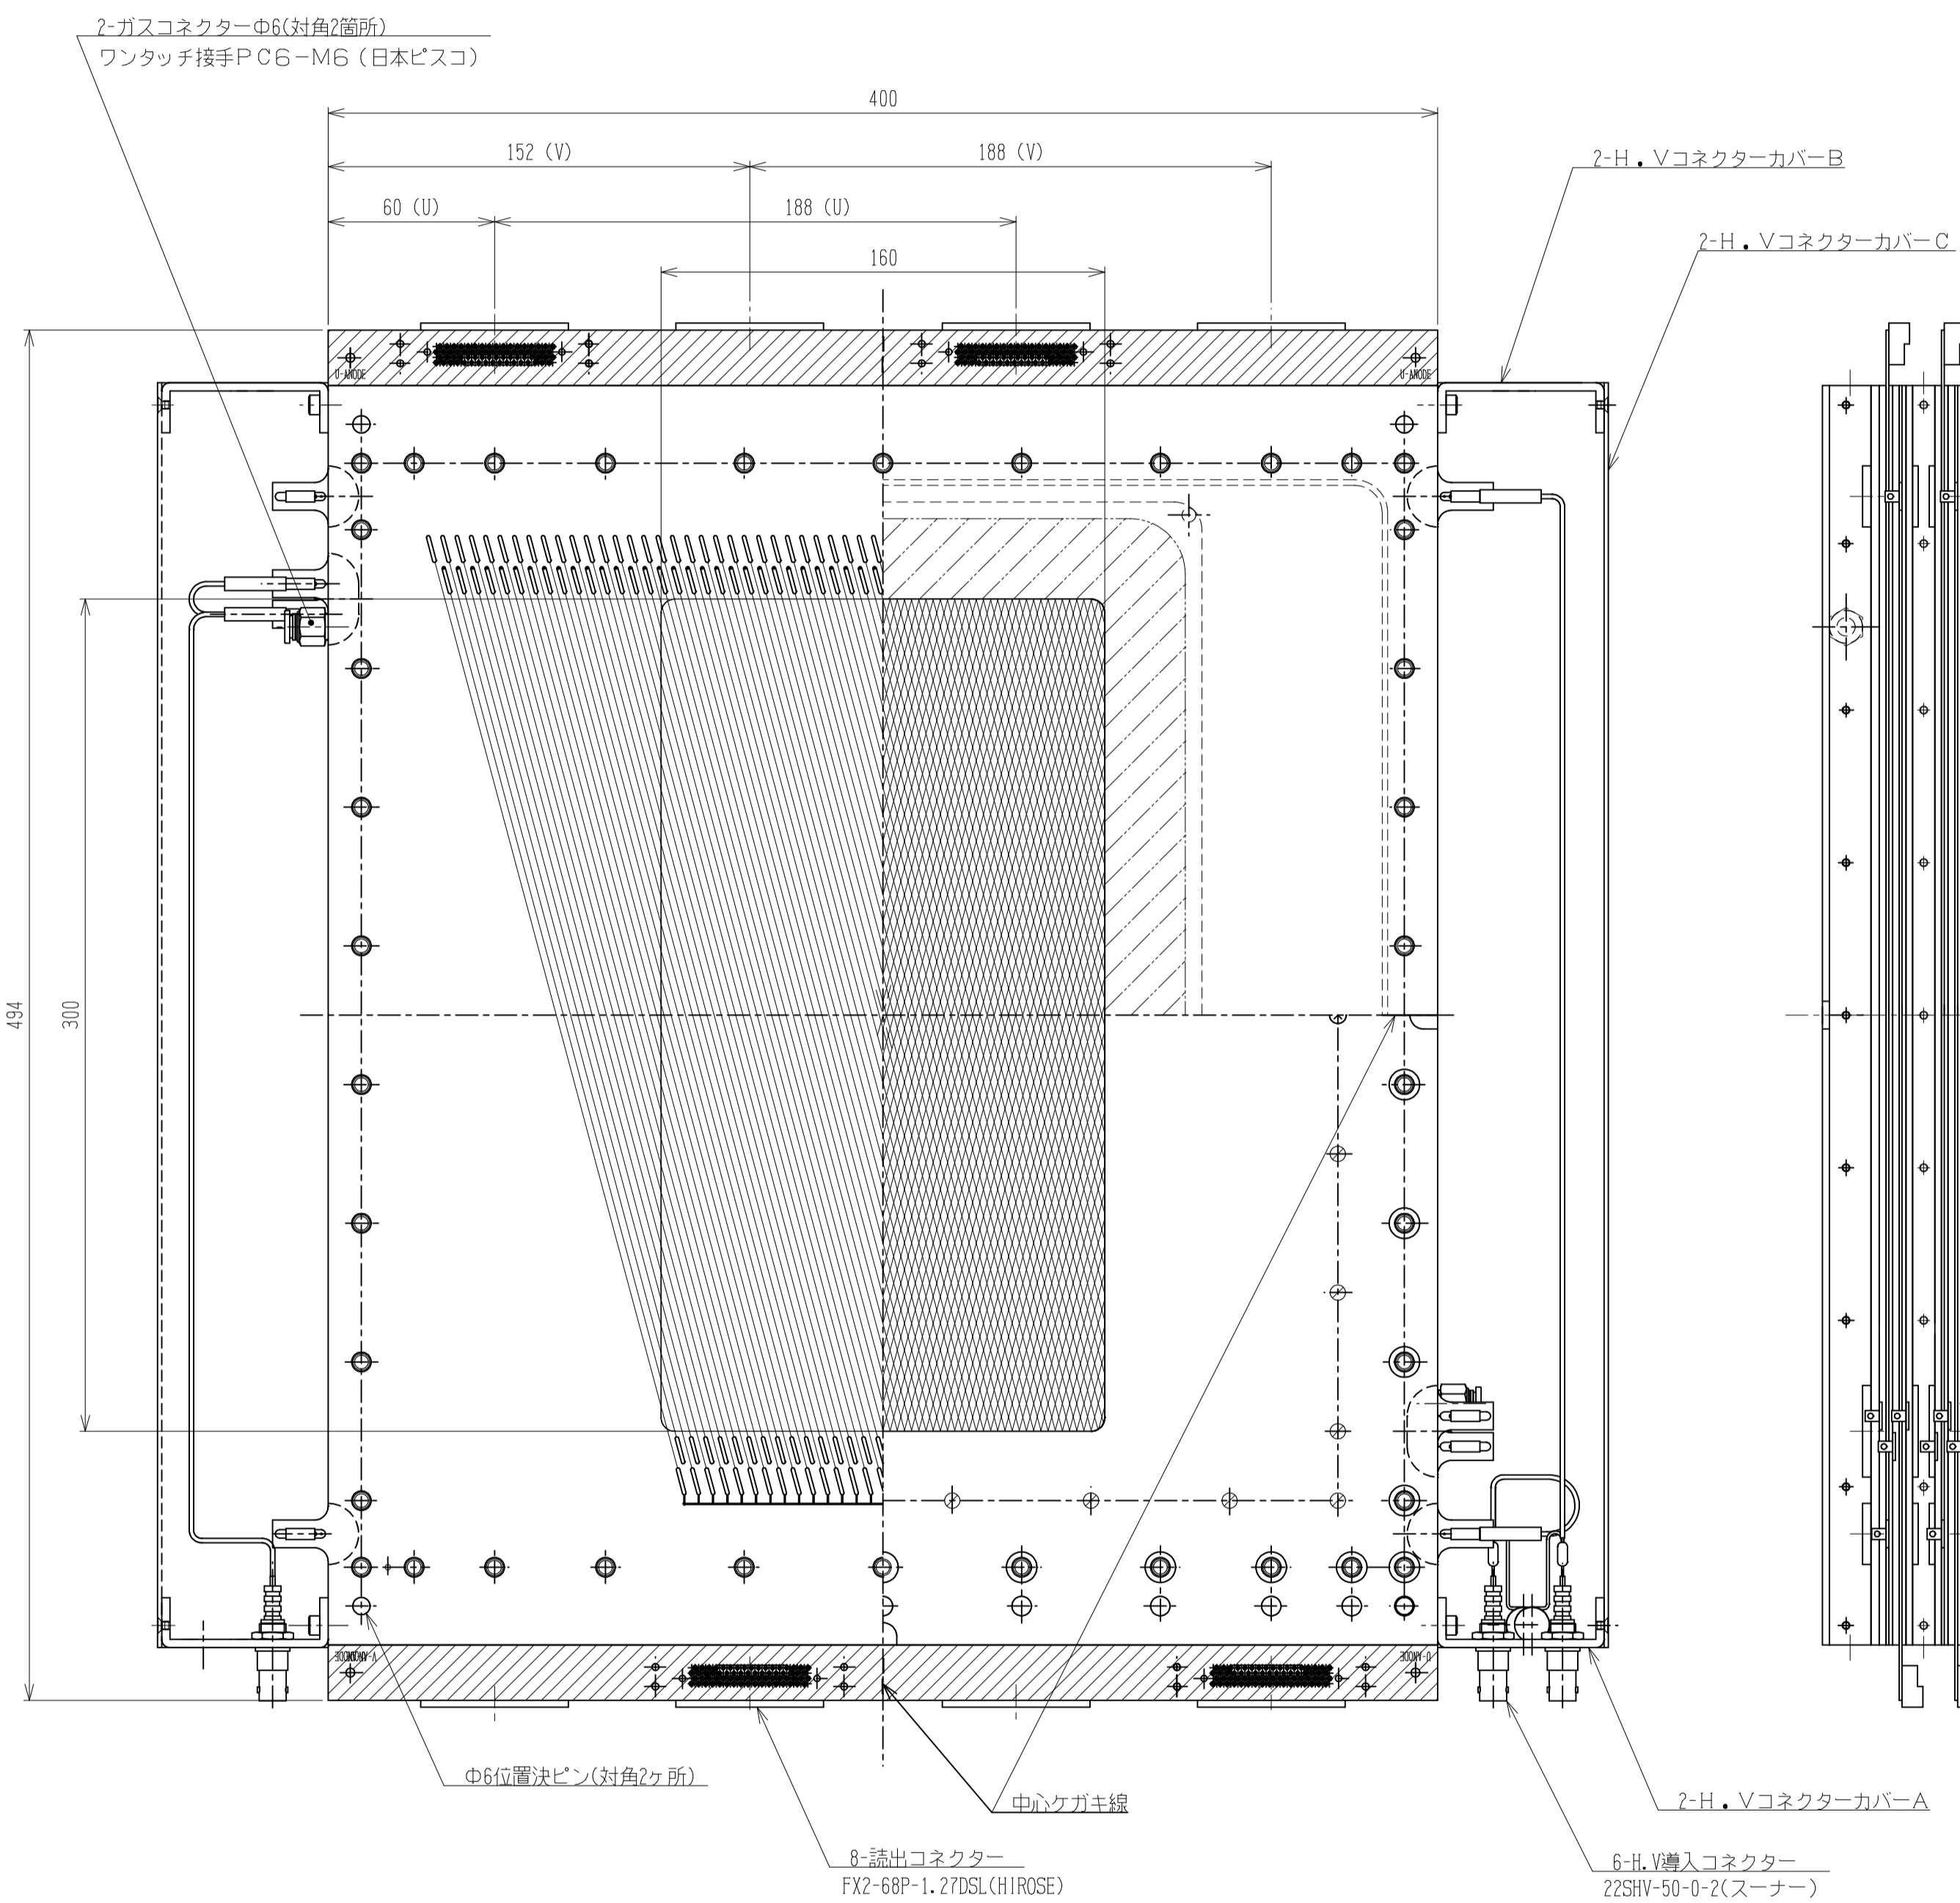 2-ガスコネクターΦ6(対角2箇所)
ワンタッチ接手PC6-M6(日本ピスコ)
400
152 (V)
188 (V)
2-H.VコネクターカバーB
60 (U)
188 (U)
2-H.VコネクターカバーC
160
U-ANODE
U-ANODE
494
300
U-ANODE
Φ6位置決ピン(対角2ヶ所)
中心ケガキ線
2-H.VコネクターカバーA
8-読出コネクター
FX2-68P-1.27DSL(HIROSE)
6-H.V導入コネクター
22SHV-50-0-2(スーナー)